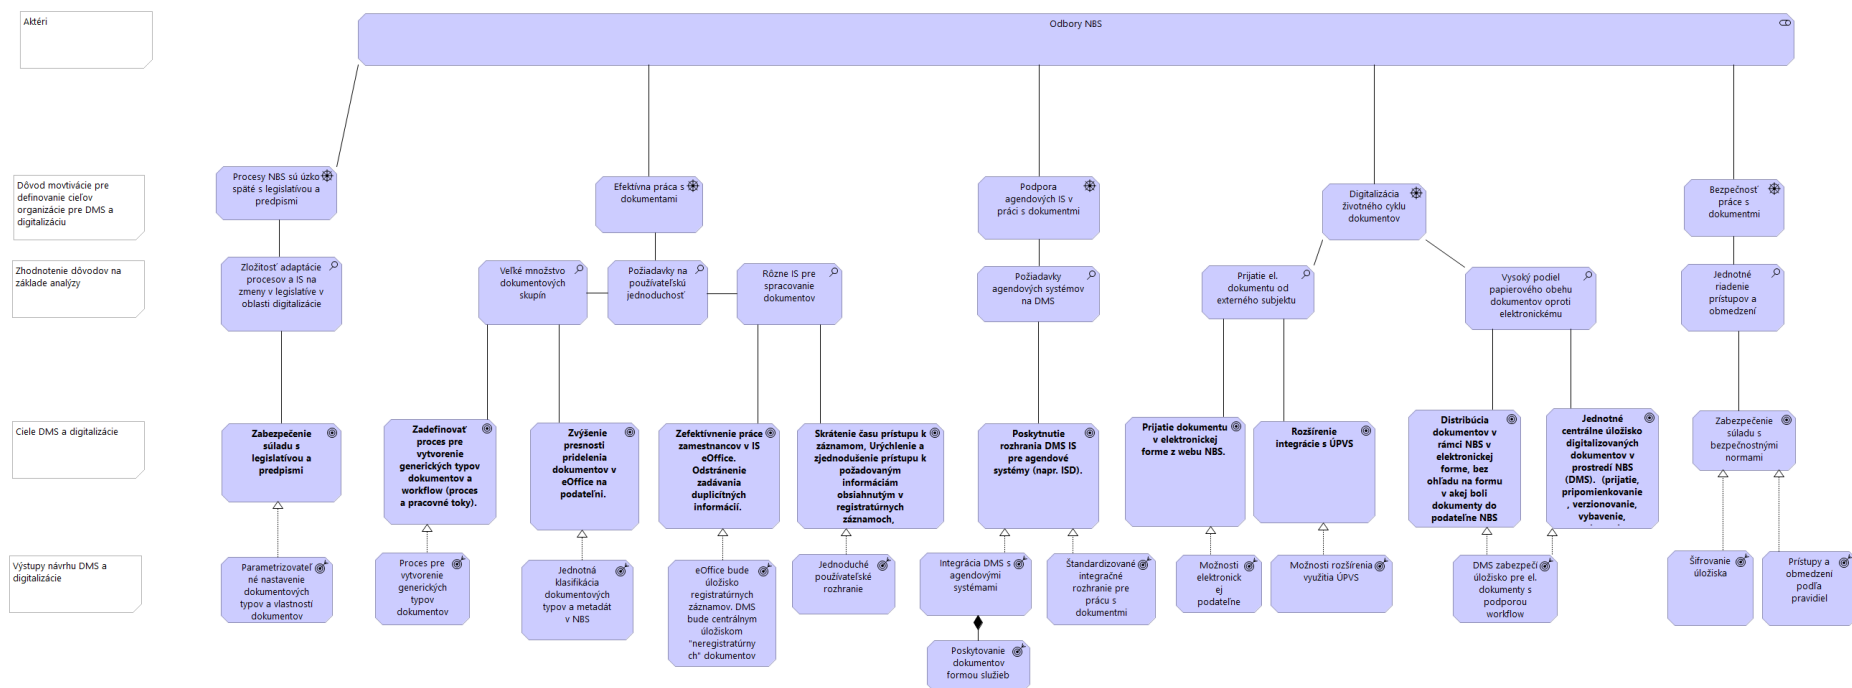 Aktéri
Odbory NBS
Dôvod movtivácie pre
definovanie cieľov
organizácie pre DMS a
digitalizáciu
Procesy NBS sú úzko
späté s legislatívou a
predpismi
Efektívna práca s
dokumentami
Podpora
agendových IS v
práci s dokumentmi
Digitalizácia
životného cyklu
dokumentov
Bezpečnosť
práce s
dokumentmi
Zhodnotenie dôvodov na
základe analýzy
Zložitosť adaptácie
procesov a IS na
zmeny v legislatíve v
oblasti digitalizácie
Veľké množstvo
dokumentových
skupín
Požiadavky na
používateľskú
jednoduchosť
Rôzne IS pre
spracovanie
dokumentov
Požiadavky
agendových systémov
na DMS
Prijatie el.
dokumentu od
externého subjektu
Vysoký podiel
papierového obehu
dokumentov oproti
elektronickému
Jednotné
riadenie
prístupov a
obmedzení
Ciele DMS a digitalizácie
Zabezpečenie
súladu s
legislatívou a
predpismi
Zadefinovať
proces pre
vytvorenie
generických typov
dokumentov a
workflow (proces
a pracovné toky).
Zvýšenie
presnosti
pridelenia
dokumentov v
eOffice na
podateľni.
Zefektívnenie práce
zamestnancov v IS
eOffice.
Odstránenie
zadávania
duplicítných
informácií.
Skrátenie času prístupu k
záznamom, Urýchlenie a
zjednodušenie prístupu k
požadovaným
informáciám
obsiahnutým v
registratúrnych
záznamoch,
Poskytnutie
rozhrania DMS IS
pre agendové
systémy (napr. ISD).
Prijatie dokumentu
v elektronickej
forme z webu NBS.
Rozšírenie
integrácie s ÚPVS
Distribúcia
dokumentov v
rámci NBS v
elektronickej
forme, bez
ohľadu na formu
v akej boli
dokumenty do
podateľne NBS
Jednotné
centrálne úložisko
digitalizovaných
dokumentov v
prostredí NBS
(DMS). (prijatie,
pripomienkovanie
, verzionovanie,
vybavenie,
Zabezpečenie
súladu s
bezpečnostnými
normami
Výstupy návrhu DMS a
digitalizácie
Parametrizovateľ
né nastavenie
dokumentových
typov a vlastností
dokumentov
Proces pre
vytvorenie
generických
typov
dokumentov
Jednotná
klasifikácia
dokumentových
typov a metadát
v NBS
eOffice bude
úložisko
registratúrnych
záznamov. DMS
bude centrálnym
úložiskom
"neregistratúrny
ch" dokumentov
Jednoduché
používateľské
rozhranie
Integrácia DMS s
agendovými
systémami
Štandardizované
integračné
rozhranie pre
prácu s
dokumentmi
Možnosti
elektronick
ej
podateľne
Možnosti rozšírenia
využitia ÚPVS
DMS zabezpečí
úložisko pre el.
dokumenty s
podporou
workflow
Šifrovanie
úložiska
Prístupy a
obmedzení
podľa
pravidiel
Poskytovanie
dokumentov
formou služieb